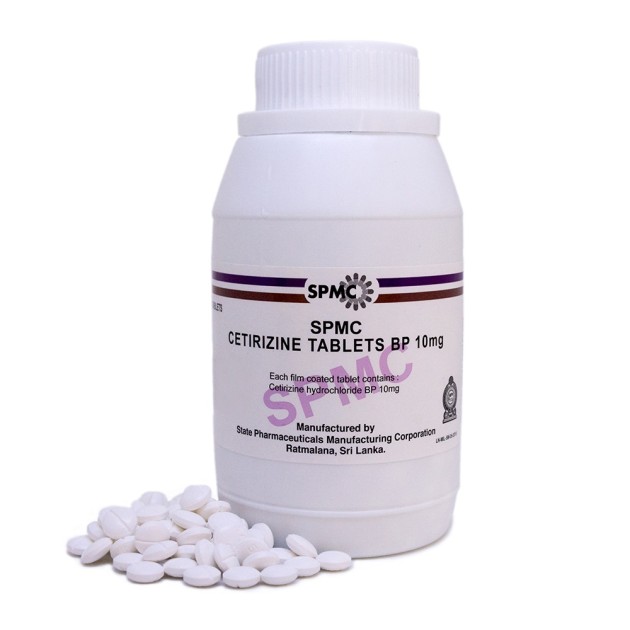 SPMC
TABLETS
SPMC
CETIRIZINE TABLETS BP 10mg
Each film coated tablet contains :
Cetirizine hydrochloride BP 10mg
SPMC
Manufactured by
State Pharmaceuticals Manufacturing Corporation
Ratmalana, Sri Lanka.